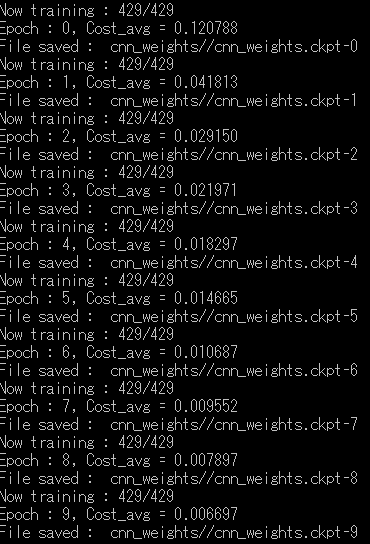 Now training : 429/429
Epoch : 0, Cost_avg = 0.120788
File saved :  cnn_weights//cnn_weights.ckpt-0
Now training : 429/429
Epoch : 1, Cost_avg = 0.041813
File saved :  cnn_weights//cnn_weights.ckpt-1
Now training : 429/429
Epoch : 2, Cost_avg = 0.029150
File saved :  cnn_weights//cnn_weights.ckpt-2
Now training : 429/429
Epoch : 3, Cost_avg = 0.021971
File saved :  cnn_weights//cnn_weights.ckpt-3
Now training : 429/429
Epoch : 4, Cost_avg = 0.018297
File saved :  cnn_weights//cnn_weights.ckpt-4
Now training : 429/429
Epoch : 5, Cost_avg = 0.014665
File saved :  cnn_weights//cnn_weights.ckpt-5
Now training : 429/429
Epoch : 6, Cost_avg = 0.010687
File saved :  cnn_weights//cnn_weights.ckpt-6
Now training : 429/429
Epoch : 7, Cost_avg = 0.009552
File saved :  cnn_weights//cnn_weights.ckpt-7
Now training : 429/429
Epoch : 8, Cost_avg = 0.007897
File saved :  cnn_weights//cnn_weights.ckpt-8
Now training : 429/429
Epoch : 9, Cost_avg = 0.006697
File saved :  cnn_weights//cnn_weights.ckpt-9